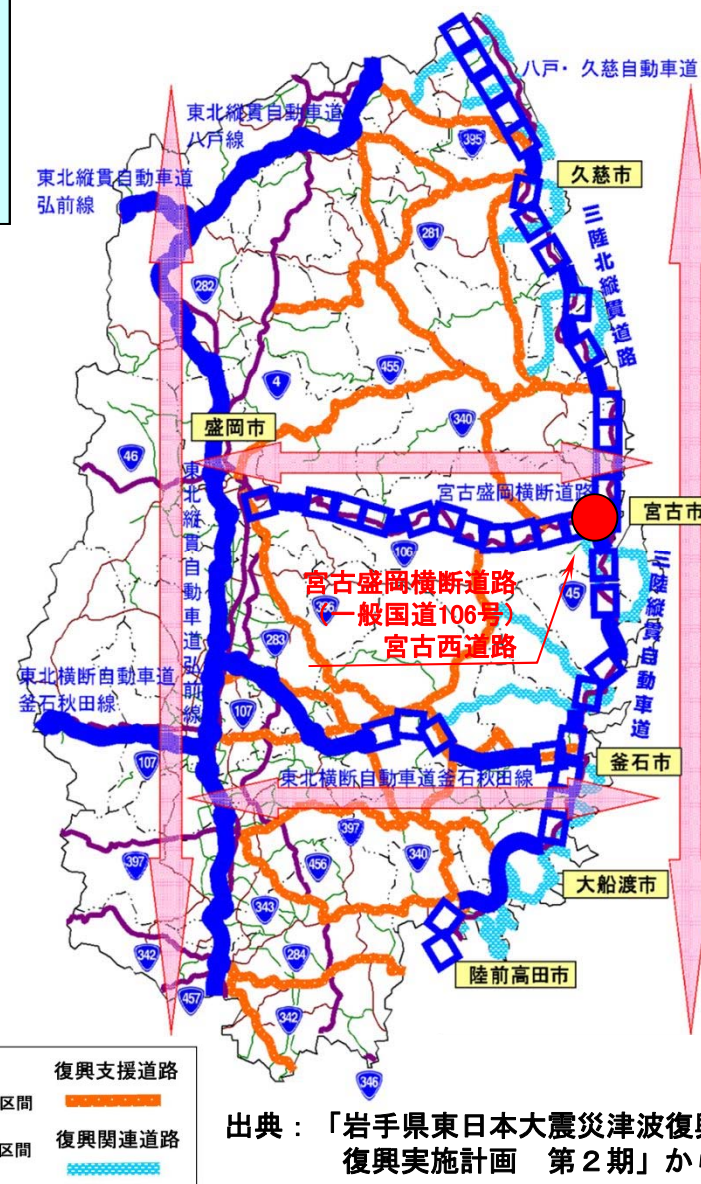 八戸・久慈自動車道
東北縦貫自動車道
八戸線
395
東北縦貫自動車道
弘前線
久慈市
281
三陸北縦貫道路
282
455
4
盛岡市
340
46
東北縦貫自動車道弘前線
宮古盛岡横断道路
宮古市
106
宮古盛岡横断道路
(一般国道106号)
宮古西道路
45
三陸縦貫自動車道
283
東北横断自動車道
釜石秋田線
107
107
釜石市
東北横断自動車道釜石秋田線
397
397
340
456
大船渡市
343
342
284
陸前高田市
457
342
346
復興支援道路
区間
復興関連道路
区間
出典:「岩手県東日本大震災津波復興
復興実施計画 第2期」から